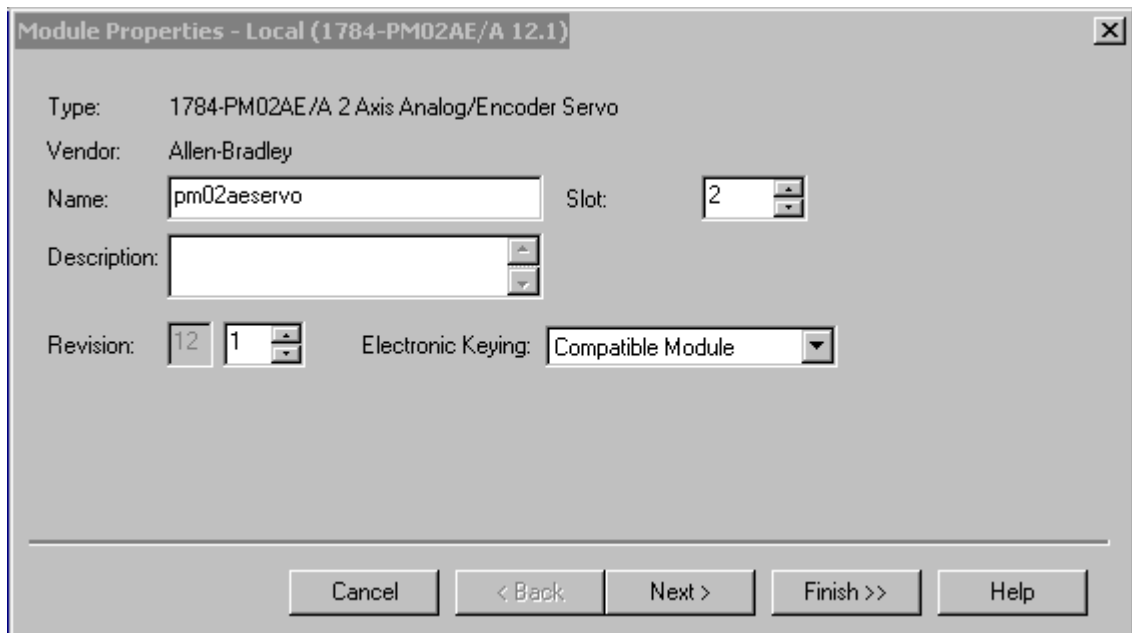 Module Properties - Local (1784-PM02AE/A 12.1)
Type: 1784-PM02AE/A 2 Axis Analog/Encoder Servo
Vendor: Allen-Bradley
Name: pm02aeservo Slot: 2
Description:
Revision: 12 1 Electronic Keying: Compatible Module
Cancel < Back Next > Finish >> Help